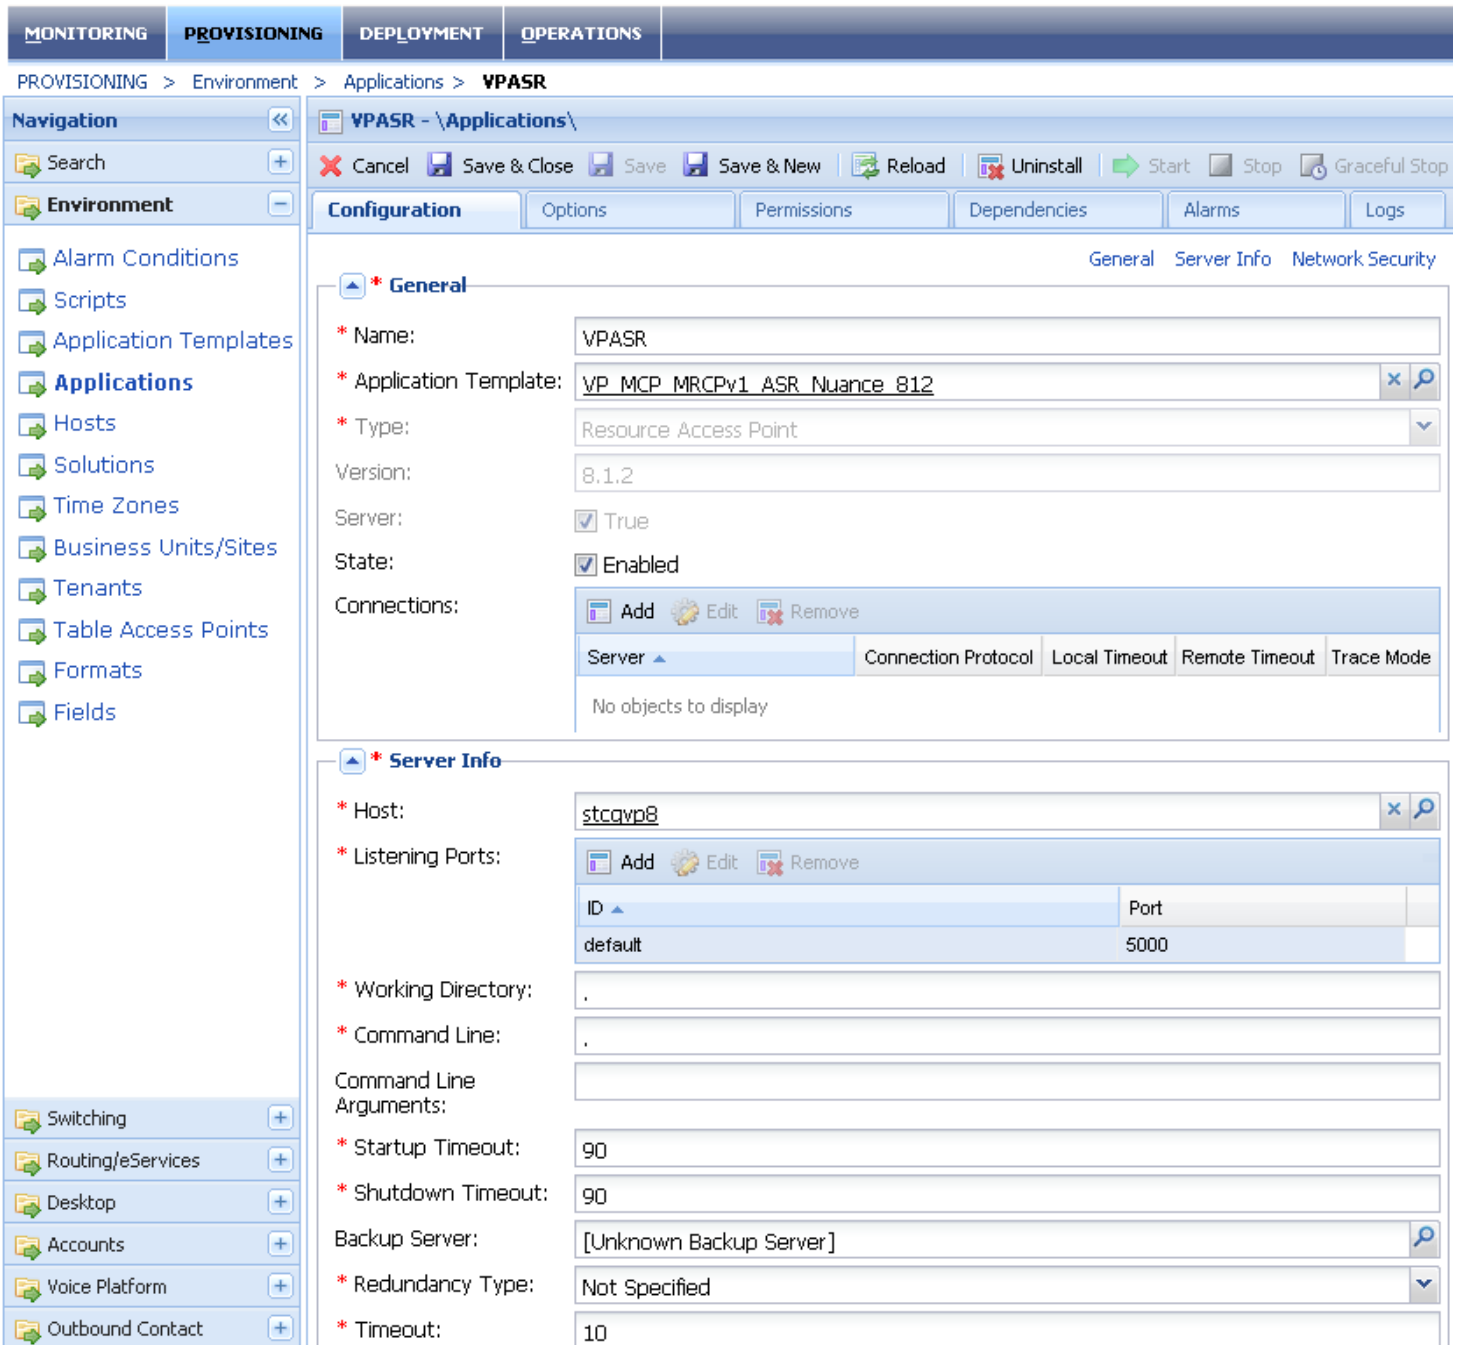 MONITORING PROVISIONING DEPLOYMENT OPERATIONS
PROVISIONING > Environment > Applications > VPASR
Navigation
Search
Environment
Alarm Conditions
Scripts
Application Templates
Applications
Hosts
Solutions
Time Zones
Business Units/Sites
Tenants
Table Access Points
Formats
Fields
Switching
Routing/eServices
Desktop
Accounts
Voice Platform
Outbound Contact
VPASR - \Applications\
Cancel Save & Close Save Save & New Reload Uninstall Start Stop Graceful Stop
Configuration Options Permissions Dependencies Alarms Logs
General Server Info Network Security
* General
* Name: VPASR
* Application Template: VP_MCP_MRCPv1_ASR_Nuance_812
* Type: Resource Access Point
Version: 8.1.2
Server: True
State: Enabled
Connections: Add Edit Remove
Server Connection Protocol Local Timeout Remote Timeout Trace Mode
No objects to display
* Server Info
* Host: stcqvp8
* Listening Ports: Add Edit Remove
ID Port
default 5000
* Working Directory: .
* Command Line: .
Command Line
Arguments:
* Startup Timeout: 90
* Shutdown Timeout: 90
Backup Server: [Unknown Backup Server]
* Redundancy Type: Not Specified
* Timeout: 10